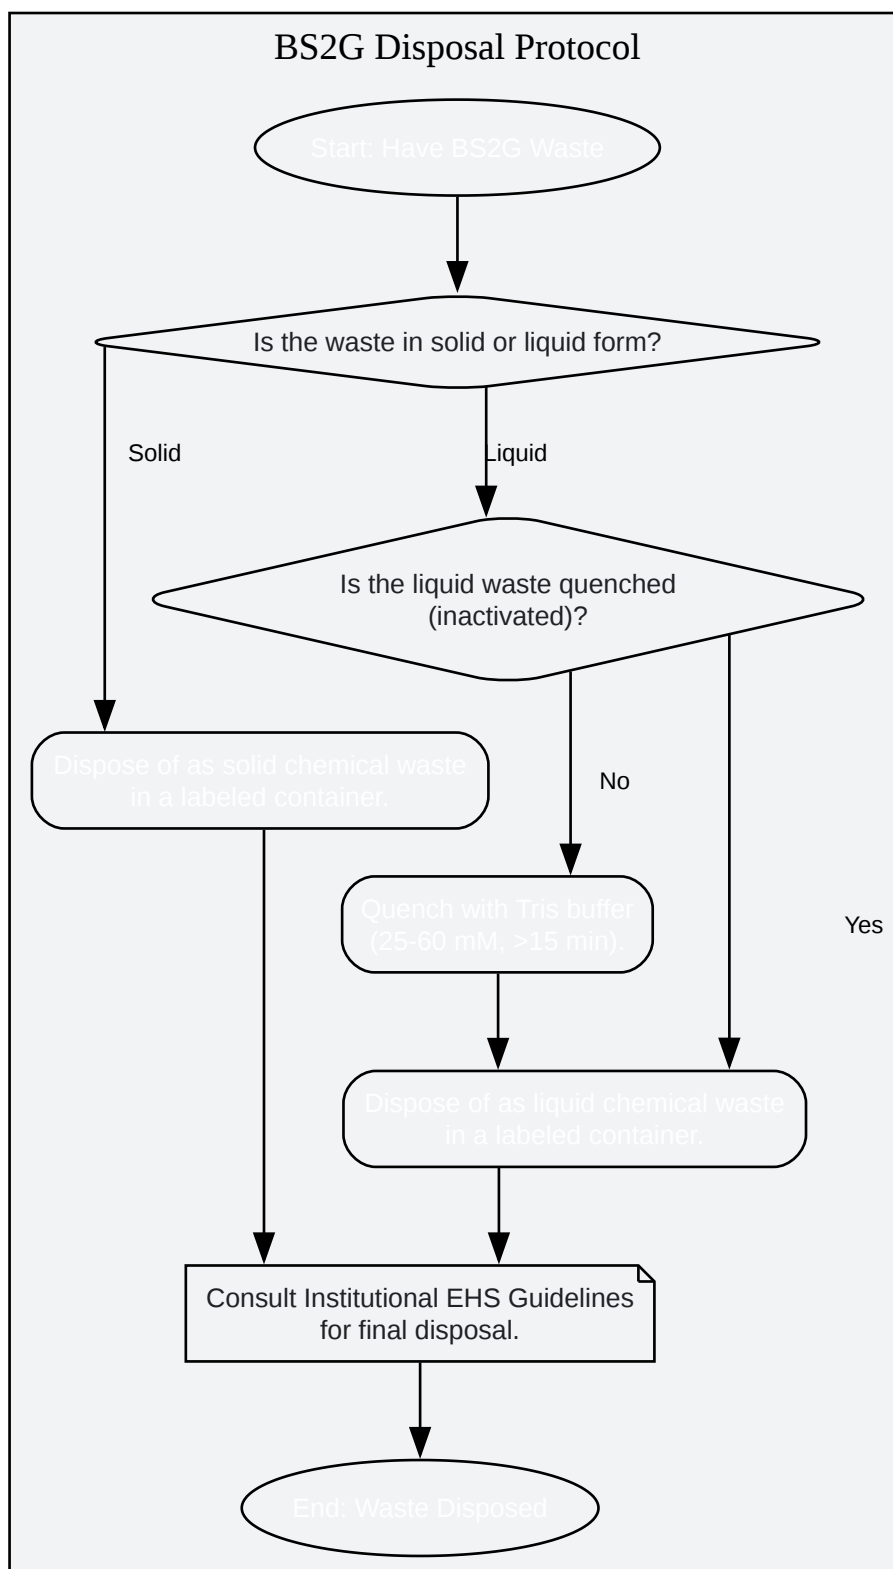 BS2G Disposal Protocol
Start: Have BS2G Waste
Is the waste in solid or liquid form?
Solid
Liquid
Is the liquid waste quenched
(inactivated)?
Dispose of as solid chemical waste
in a labeled container.
No
Quench with Tris buffer
(25-60 mM, >15 min).
Yes
Dispose of as liquid chemical waste
in a labeled container.
Consult Institutional EHS Guidelines
for final disposal.
End: Waste Disposed